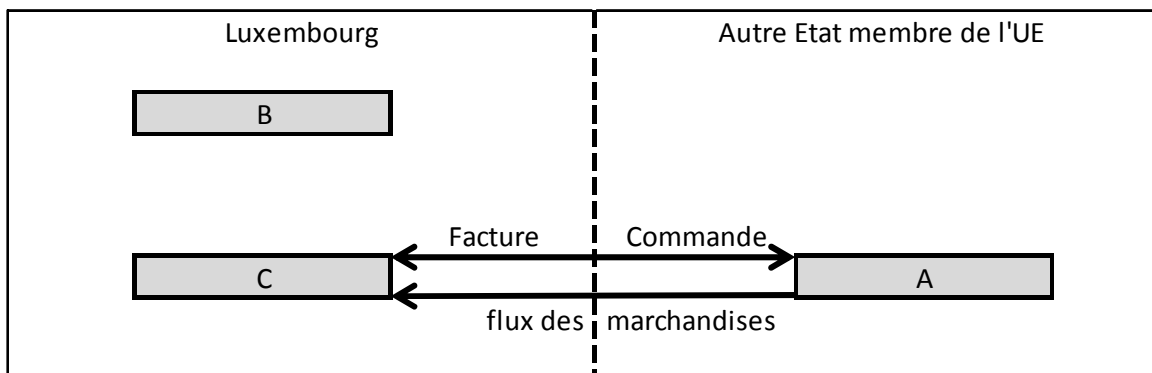 Luxembourg
Autre Etat membre de l'UE
B
Facture
Commande
C
A
flux des marchandises